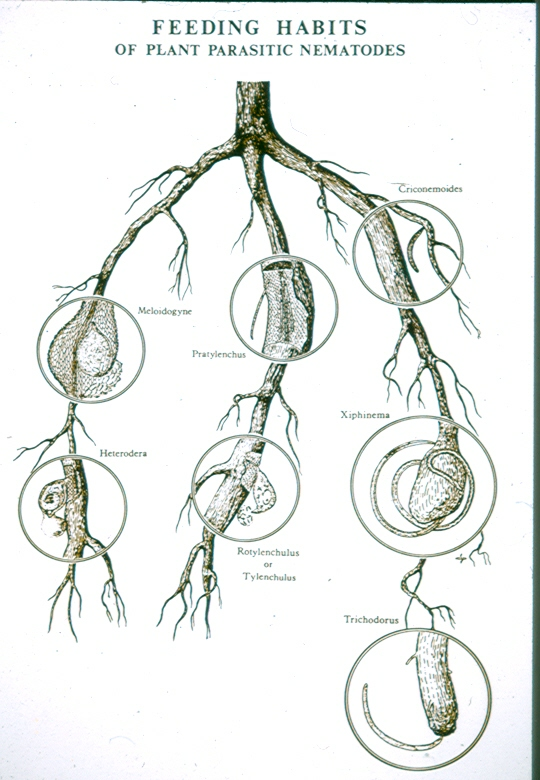 FEEDING HABITS
OF PLANT PARASITIC NEMATODES
Criconemoides
Meloidogyne
Pratylenchus
Xiphinema
Heterodera
Rotylenchulus
or
Tylenchulus
Trichodorus